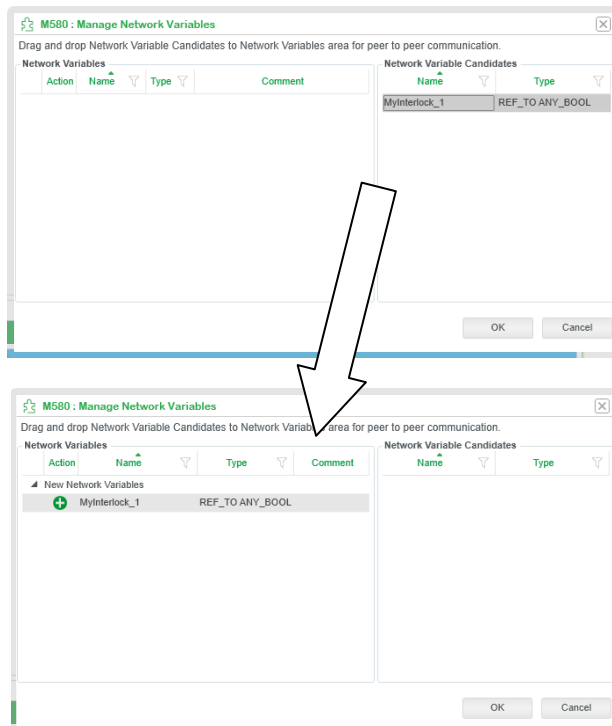 M580 : Manage Network Variables
Drag and drop Network Variable Candidates to Network Variables area for peer to peer communication.
Network Variables
Action Name Type Comment
Network Variable Candidates
Name Type
MyInterlock_1 REF_TO ANY_BOOL
OK Cancel
M580 : Manage Network Variables
Drag and drop Network Variable Candidates to Network Variables area for peer to peer communication.
Network Variables
Action Name Type Comment
New Network Variables
MyInterlock_1 REF_TO ANY_BOOL
Network Variable Candidates
Name Type
OK Cancel